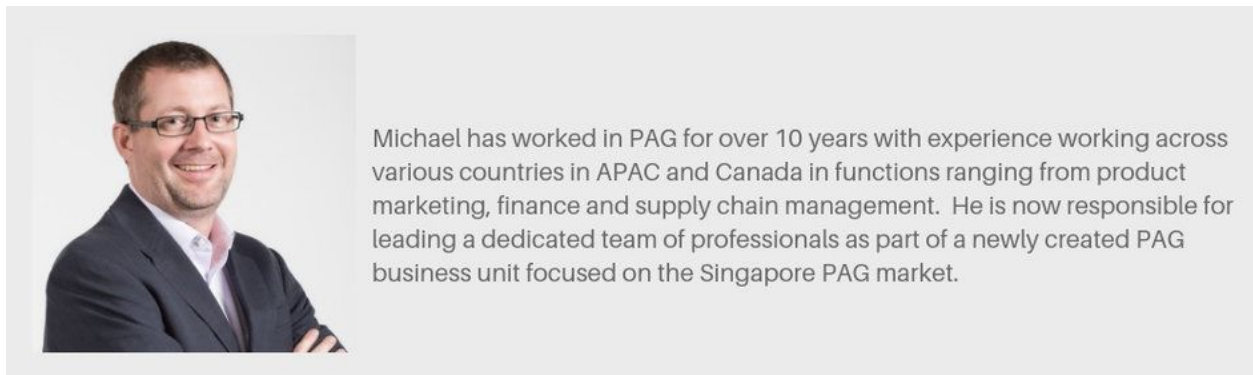 Michael has worked in PAG for over 10 years with experience working across
various countries in APAC and Canada in functions ranging from product
marketing, finance and supply chain management.  He is now responsible for
leading a dedicated team of professionals as part of a newly created PAG
business unit focused on the Singapore PAG market.